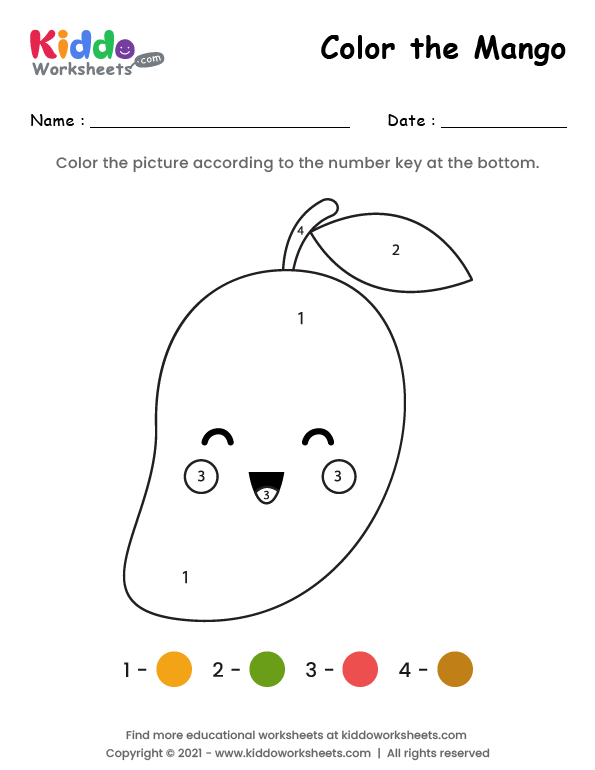 Kiddo
Worksheets
.com
Color the Mango
Name :
Date :
Color the picture according to the number key at the bottom.
4
2
1
3
3
3
1
1 -
2 -
3 -
4 -
Find more educational worksheets at kiddoworksheets.com
Copyright © 2021 - www.kiddoworksheets.com | All rights reserved